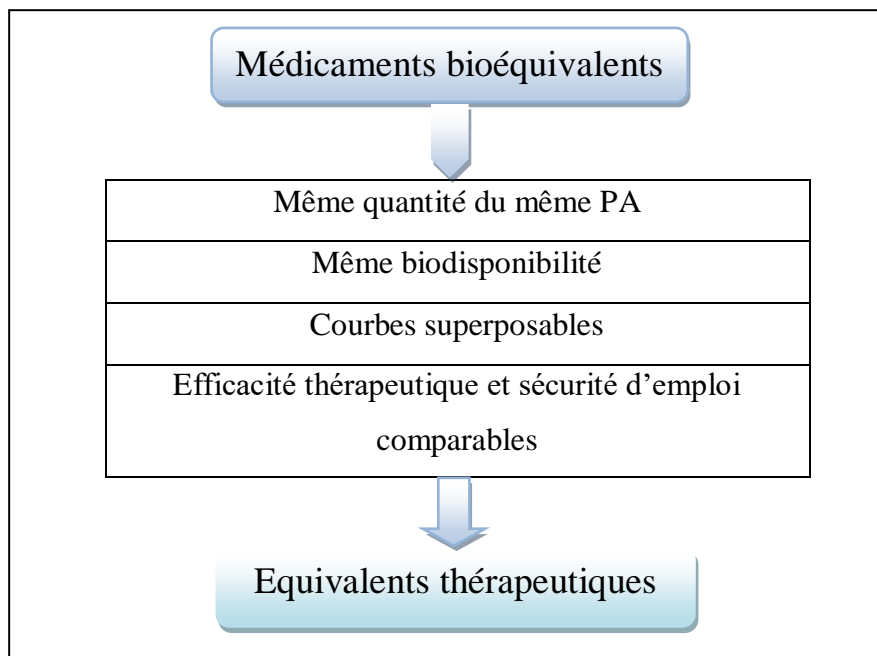 Médicaments bioéquivalents
Même quantité du même PA
Même biodisponibilité
Courbes superposables
Efficacité thérapeutique et sécurité d’emploi
comparables
Equivalents thérapeutiques